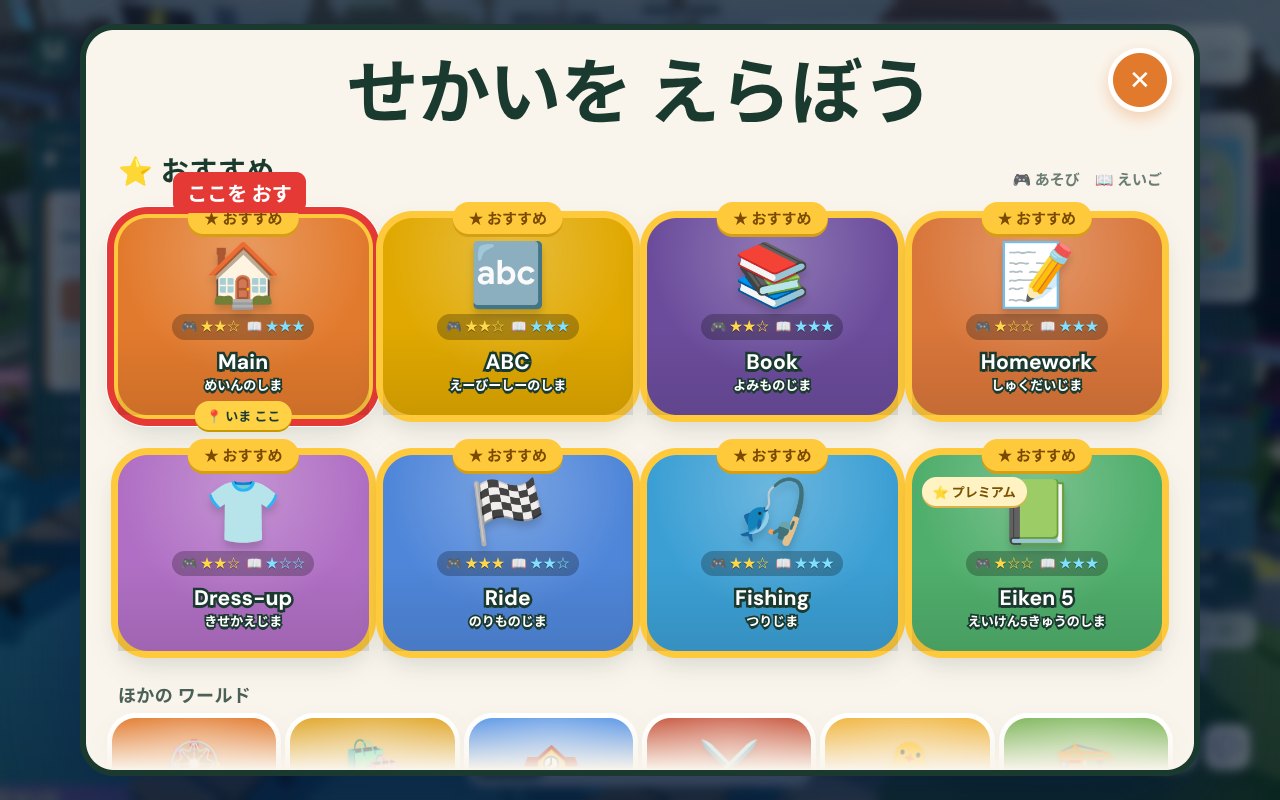 せかいを えらぼう
×
おすすめ
🎮 あそび 📖 えいご
ここを おす
★ おすすめ
★ おすすめ
★ おすすめ
★ おすすめ
abc
🎮 ★★☆ 📖 ★★★
🎮 ★★☆ 📖 ★★★
🎮 ★★☆ 📖 ★★★
🎮 ★☆☆ 📖 ★★★
Main
ABC
Book
Homework
めいんのしま
えーびーしーのしま
よみものじま
しゅくだいじま
📍 いま ここ
★ おすすめ
★ おすすめ
★ おすすめ
★ おすすめ
⭐ プレミアム
🎮 ★★☆ 📖 ★☆☆
🎮 ★★★ 📖 ★★☆
🎮 ★★☆ 📖 ★★★
🎮 ★☆☆ 📖 ★★★
Dress-up
Ride
Fishing
Eiken 5
きせかえじま
のりものじま
つりじま
えいけん5きゅうのしま
ほかの ワールド